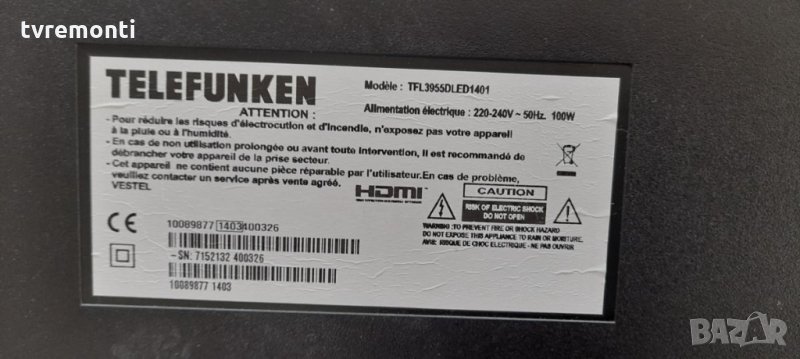 tvremonti
TELEFUNKEN
Modèle : TFL3955DLED1401
Alimentation électrique : 220-240V ~ 50Hz. 100W
ATTENTION :
- Pour réduire les risques d'électrocution et d'incendie, n'exposez pas votre appareil
à la pluie ou à l'humidité.
- En cas de non utilisation prolongée ou avant toute intervention, il est recommendé de
débrancher votre appareil de la prise secteur.
- Cet appareil ne contient aucune pièce réparable par l'utilisateur.En cas de problème,
veuillez contacter un service après vente agréé.
VESTEL
HDMI
CAUTION
RISK OF ELECTRIC SHOCK
DO NOT OPEN
WARNING: TO PREVENT FIRE OR SHOCK HAZARD
DO NOT EXPOSE THIS APPLIANCE TO RAIN OR MOISTURE.
AVIS: RISQUE DE CHOC ELECTRIQUE - NE PAS OUVRIR
CE
10089877 1403 400326
- SN: 7152132 400326
10089877 1403
BAZAR